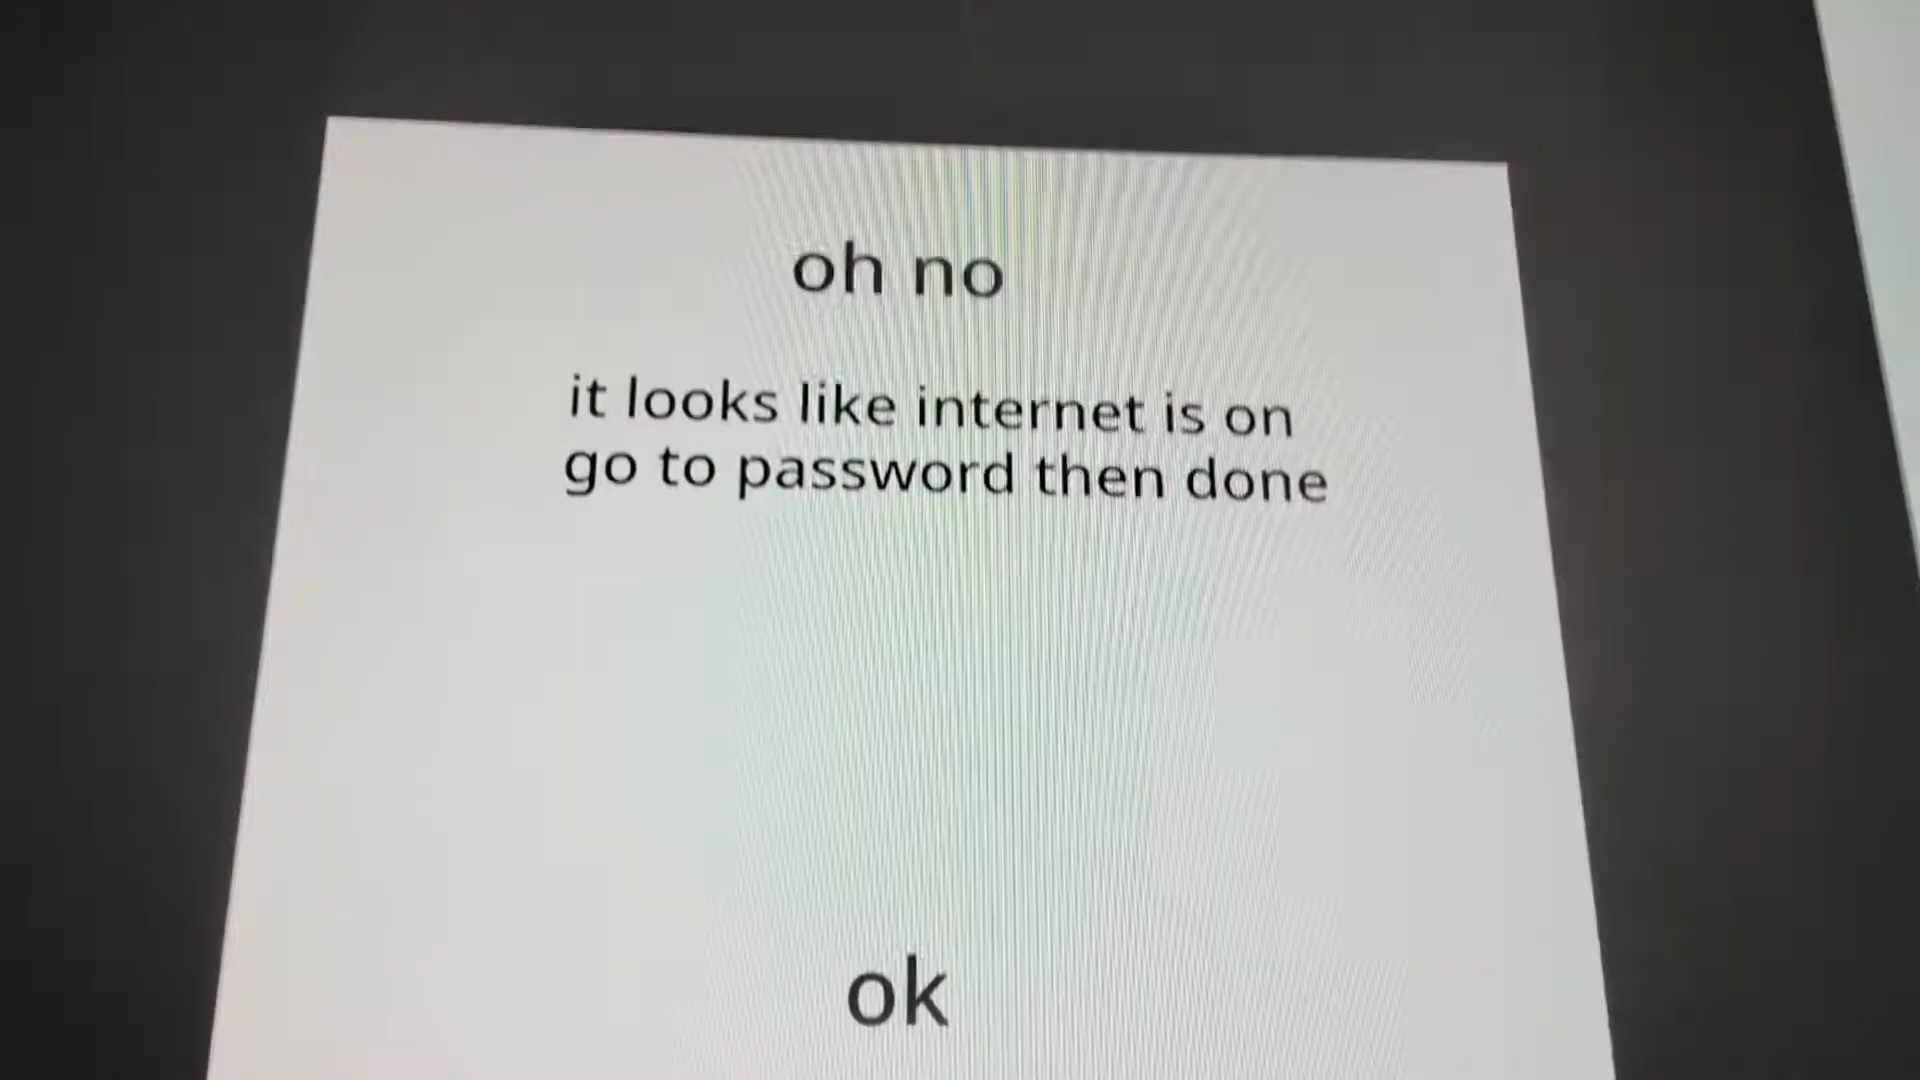 oh no
it looks like internet is on
go to password then done
ok